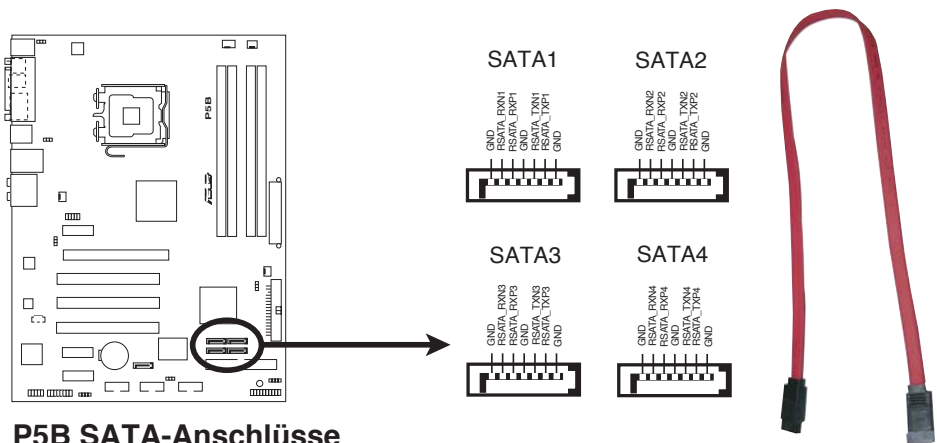 P5B
ASUS
SATA1
GND
RSATA_RXN1
RSATA_RXP1
GND
RSATA_TXN1
RSATA_TXP1
GND
SATA2
GND
RSATA_RXN2
RSATA_RXP2
GND
RSATA_TXN2
RSATA_TXP2
GND
SATA3
GND
RSATA_RXN3
RSATA_RXP3
GND
RSATA_TXN3
RSATA_TXP3
GND
SATA4
GND
RSATA_RXN4
RSATA_RXP4
GND
RSATA_TXN4
RSATA_TXP4
GND
P5B SATA-Anschlüsse